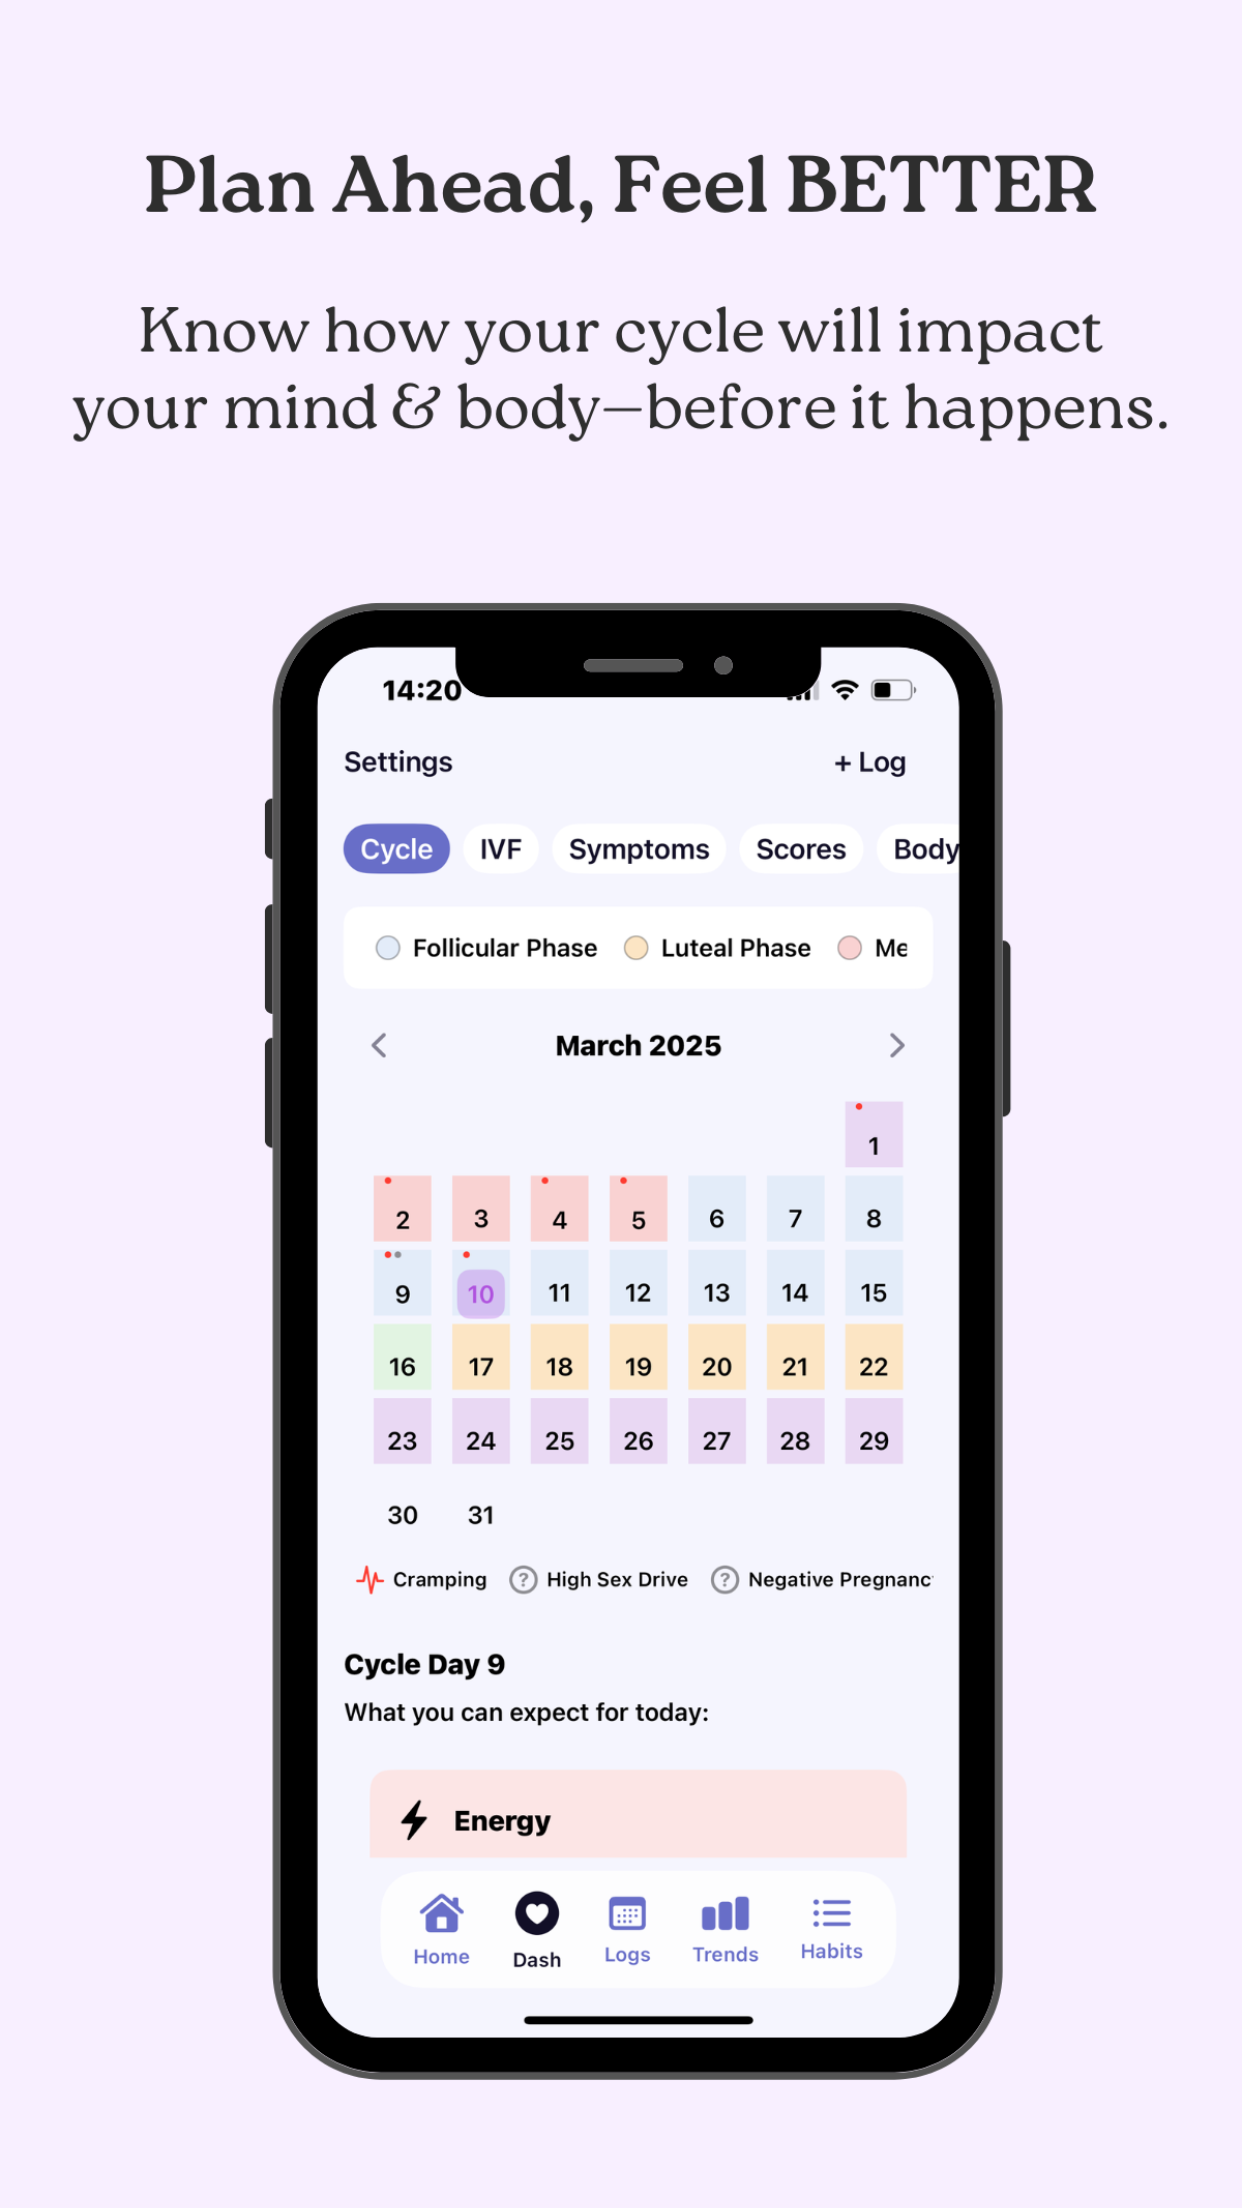 Plan Ahead, Feel BETTER
Know how your cycle will impact
your mind & body—before it happens.
14:20
Settings + Log
Cycle IVF Symptoms Scores Body
Follicular Phase Luteal Phase Me
March 2025
1
2 3 4 5 6 7 8
9 10 11 12 13 14 15
16 17 18 19 20 21 22
23 24 25 26 27 28 29
30 31
Cramping ? High Sex Drive ? Negative Pregnanc
Cycle Day 9
What you can expect for today:
Energy
Home Dash Logs Trends Habits